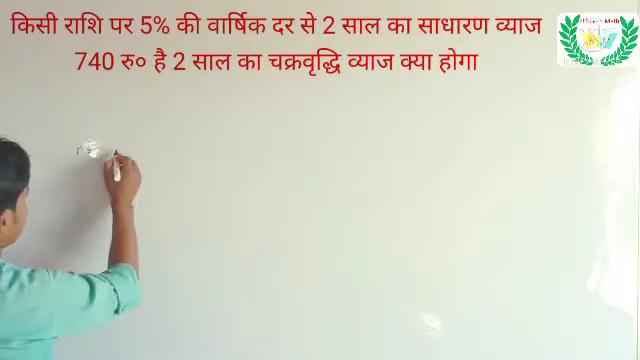 किसी राशि पर 5% की वार्षिक दर से 2 साल का साधारण व्याज
740 रु० है 2 साल का चक्रवृद्धि व्याज क्या होगा